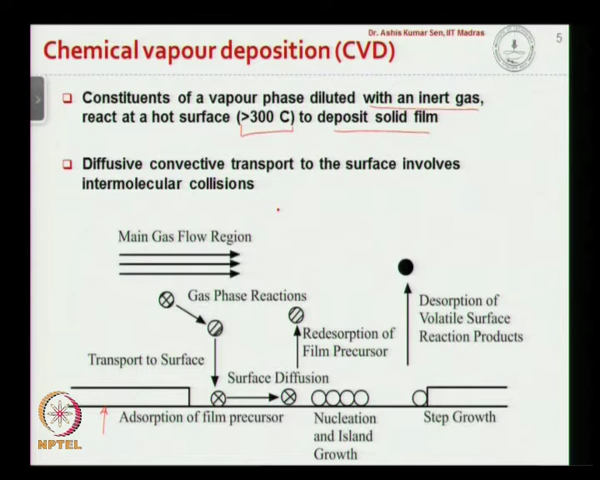 Dr. Ashis Kumar Sen, IIT Madras
5
Chemical vapour deposition (CVD)
Constituents of a vapour phase diluted with an inert gas,
react at a hot surface (>300 C) to deposit solid film
Diffusive convective transport to the surface involves
intermolecular collisions
Main Gas Flow Region
Gas Phase Reactions
Desorption of
Volatile Surface
Reaction Products
Redesorption of
Film Precursor
Transport to Surface
Surface Diffusion
Adsorption of film precursor
Nucleation
and Island
Growth
Step Growth
NPTEL